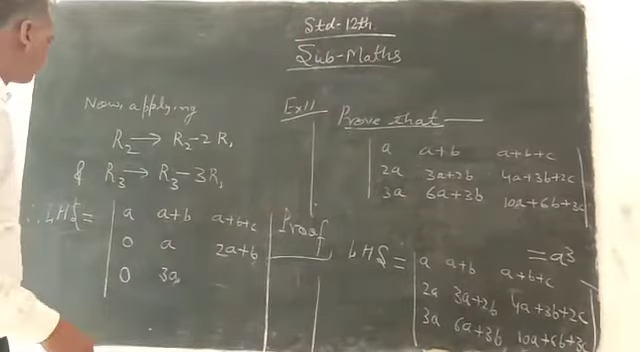 Std-12th.
Sub-Maths
Ex11
Prove that
a a+b a+b+c
2a 3a+2b 4a+3b+2c
3a 6a+3b 10a+6b+3c
= a³
Proof
LHS = a a+b a+b+c
2a 3a+2b 4a+3b+2c
3a 6a+3b 10a+6b+3c
Now, applying
R₂ → R₂-2R₁
& R₃ → R₃-3R₁
∴ LHS = a a+b a+b+c
0 a 2a+b
0 3a